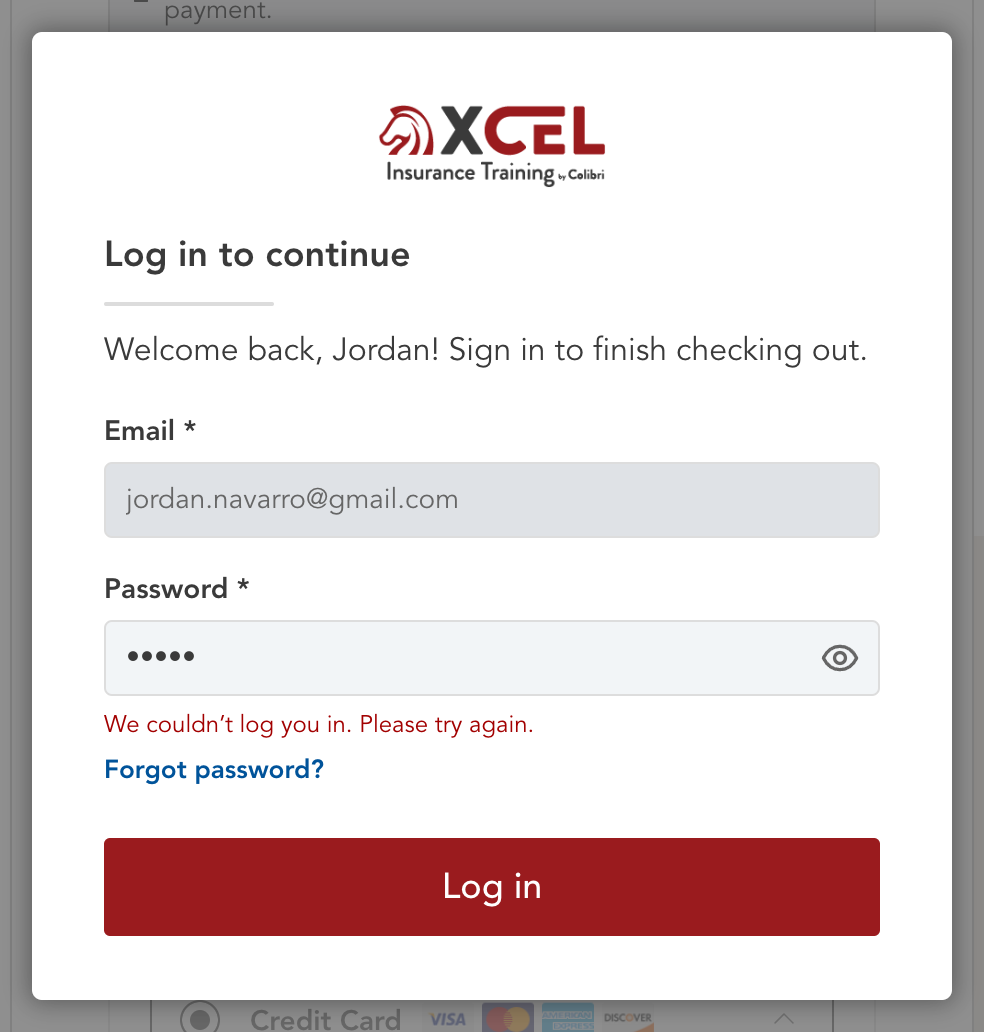 payment.
XCEL
Insurance Training by Colibri
Log in to continue
Welcome back, Jordan! Sign in to finish checking out.
Email *
jordan.navarro@gmail.com
Password *
•••••
We couldn’t log you in. Please try again.
Forgot password?
Log in
Credit Card VISA AMERICAN EXPRESS DISCOVER